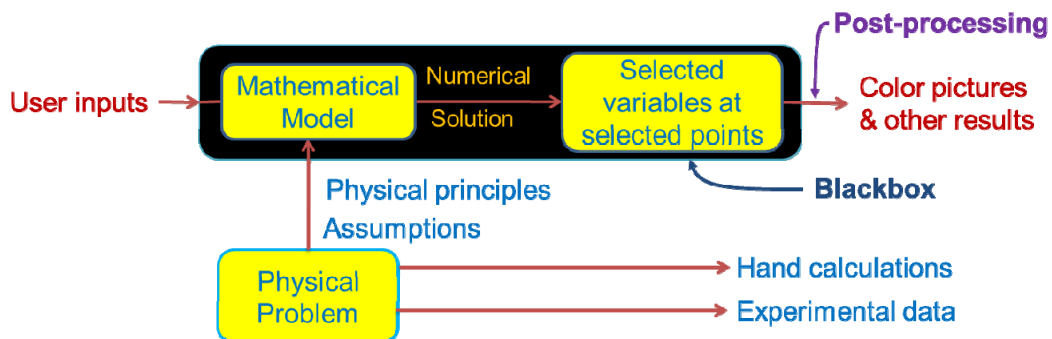 Post-processing
User inputs
Mathematical
Model
Numerical
Solution
Selected
variables at
selected points
Color pictures
& other results
Blackbox
Physical principles
Assumptions
Physical
Problem
Hand calculations
Experimental data